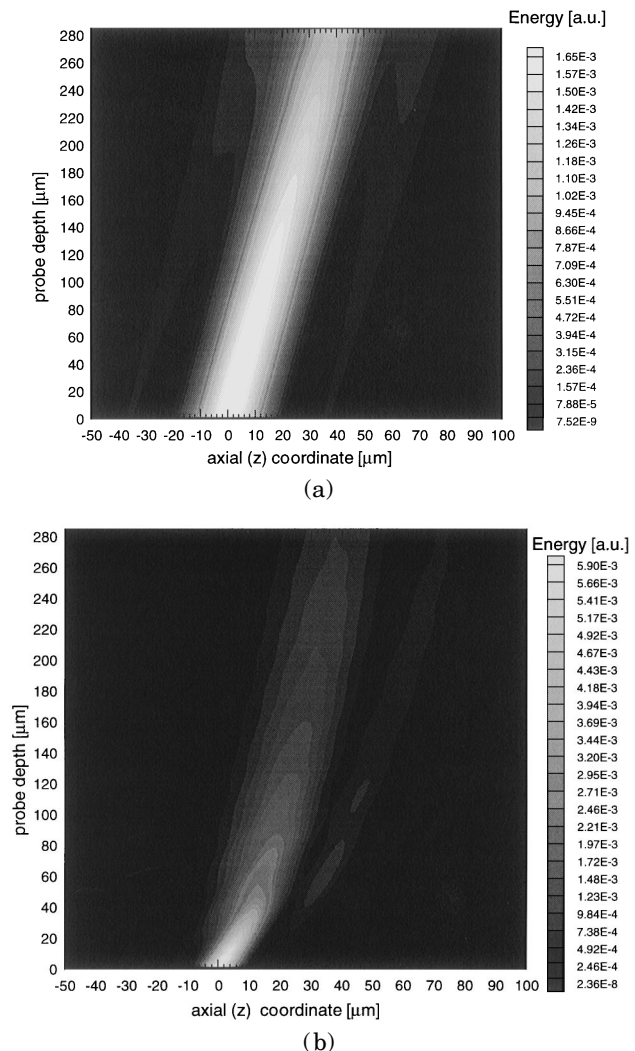 Energy [a.u.]
1.65E-3
1.57E-3
1.50E-3
1.42E-3
1.34E-3
1.26E-3
1.18E-3
1.10E-3
1.02E-3
9.45E-4
8.66E-4
7.87E-4
7.09E-4
6.30E-4
5.51E-4
4.72E-4
3.94E-4
3.15E-4
2.36E-4
1.57E-4
7.88E-5
7.52E-9
probe depth [µm]
280
260
240
220
200
180
160
140
120
100
80
60
40
20
0
-50 -40 -30 -20 -10 0 10 20 30 40 50 60 70 80 90 100
axial (z) coordinate [µm]
(a)
Energy [a.u.]
5.90E-3
5.66E-3
5.41E-3
5.17E-3
4.92E-3
4.67E-3
4.43E-3
4.18E-3
3.94E-3
3.69E-3
3.44E-3
3.20E-3
2.95E-3
2.71E-3
2.46E-3
2.21E-3
1.97E-3
1.72E-3
1.48E-3
1.23E-3
9.84E-4
7.38E-4
4.92E-4
2.46E-4
2.36E-8
probe depth [µm]
280
260
240
220
200
180
160
140
120
100
80
60
40
20
0
-50 -40 -30 -20 -10 0 10 20 30 40 50 60 70 80 90 100
axial (z) coordinate [µm]
(b)